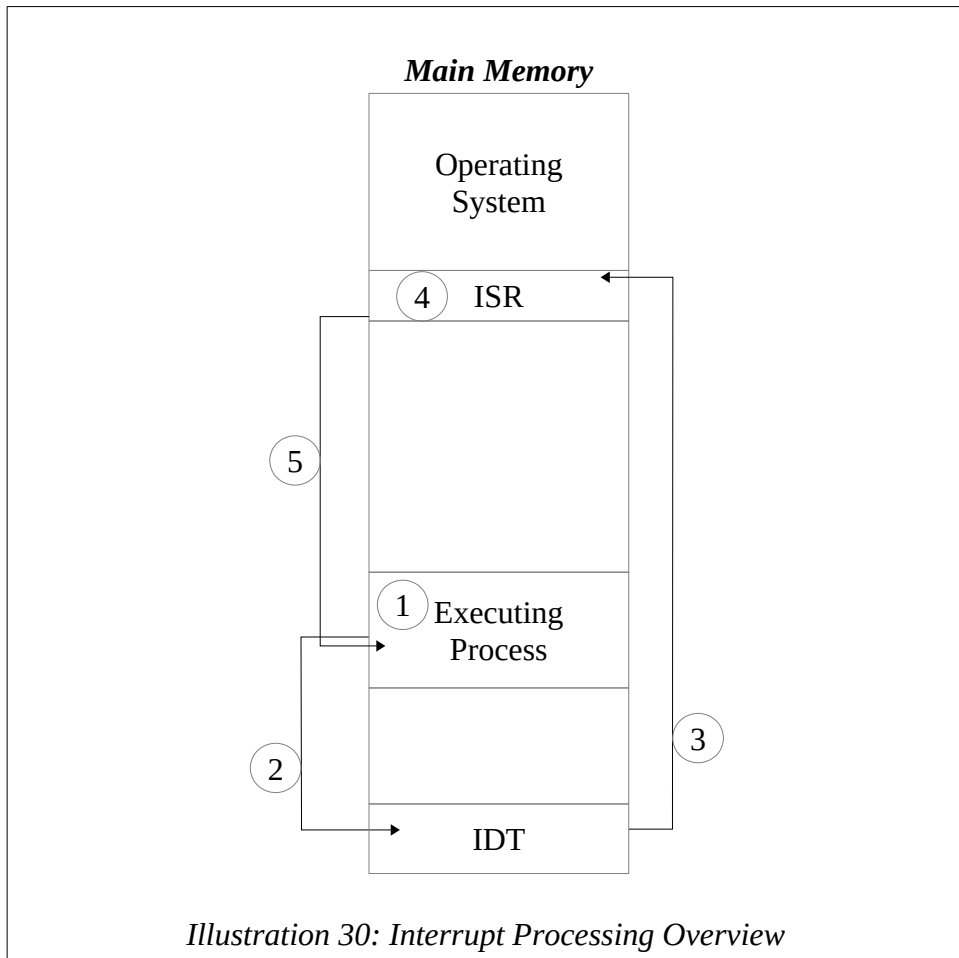 Main Memory
Operating
System
4 ISR
5
1 Executing
Process
3
2
IDT
Illustration 30: Interrupt Processing Overview